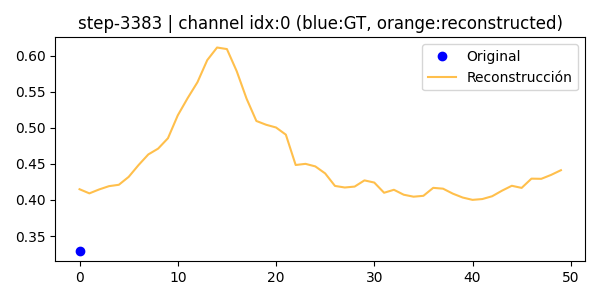 step-3383 | channel idx:0 (blue:GT, orange:reconstructed)
Original
Reconstrucción
0.60
0.55
0.50
0.45
0.40
0.35
0 10 20 30 40 50